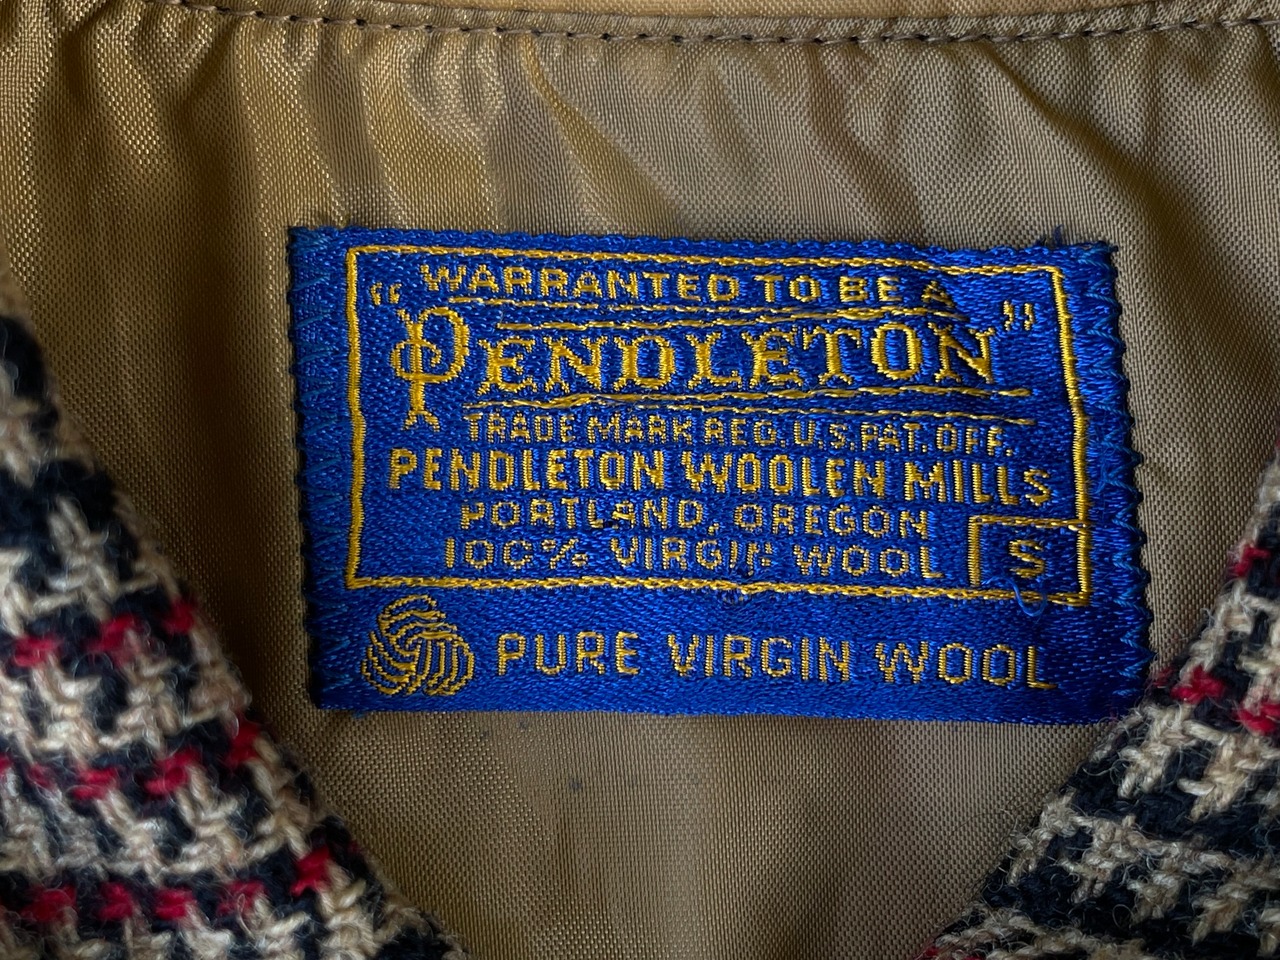 WARRANTED TO BE A
"PENDLETON"
TRADE MARK REG. U.S. PAT. OFF.
PENDLETON WOOLEN MILLS
PORTLAND, OREGON
100% VIRGIN WOOL
S
PURE VIRGIN WOOL